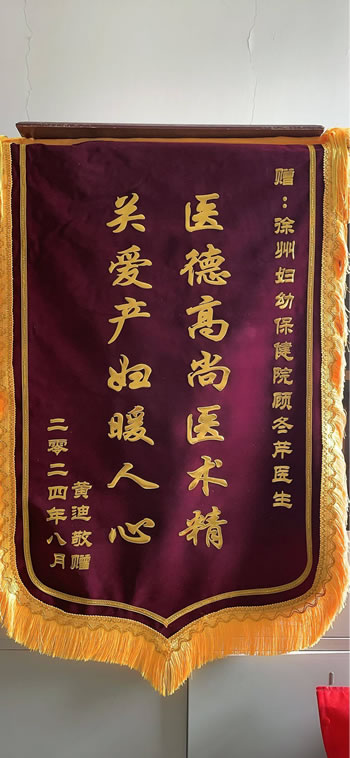 赠：徐州妇幼保健院顾冬芹医生
医德高尚医术精
关爱产妇暖人心
黄迪敬赠
二零二四年八月